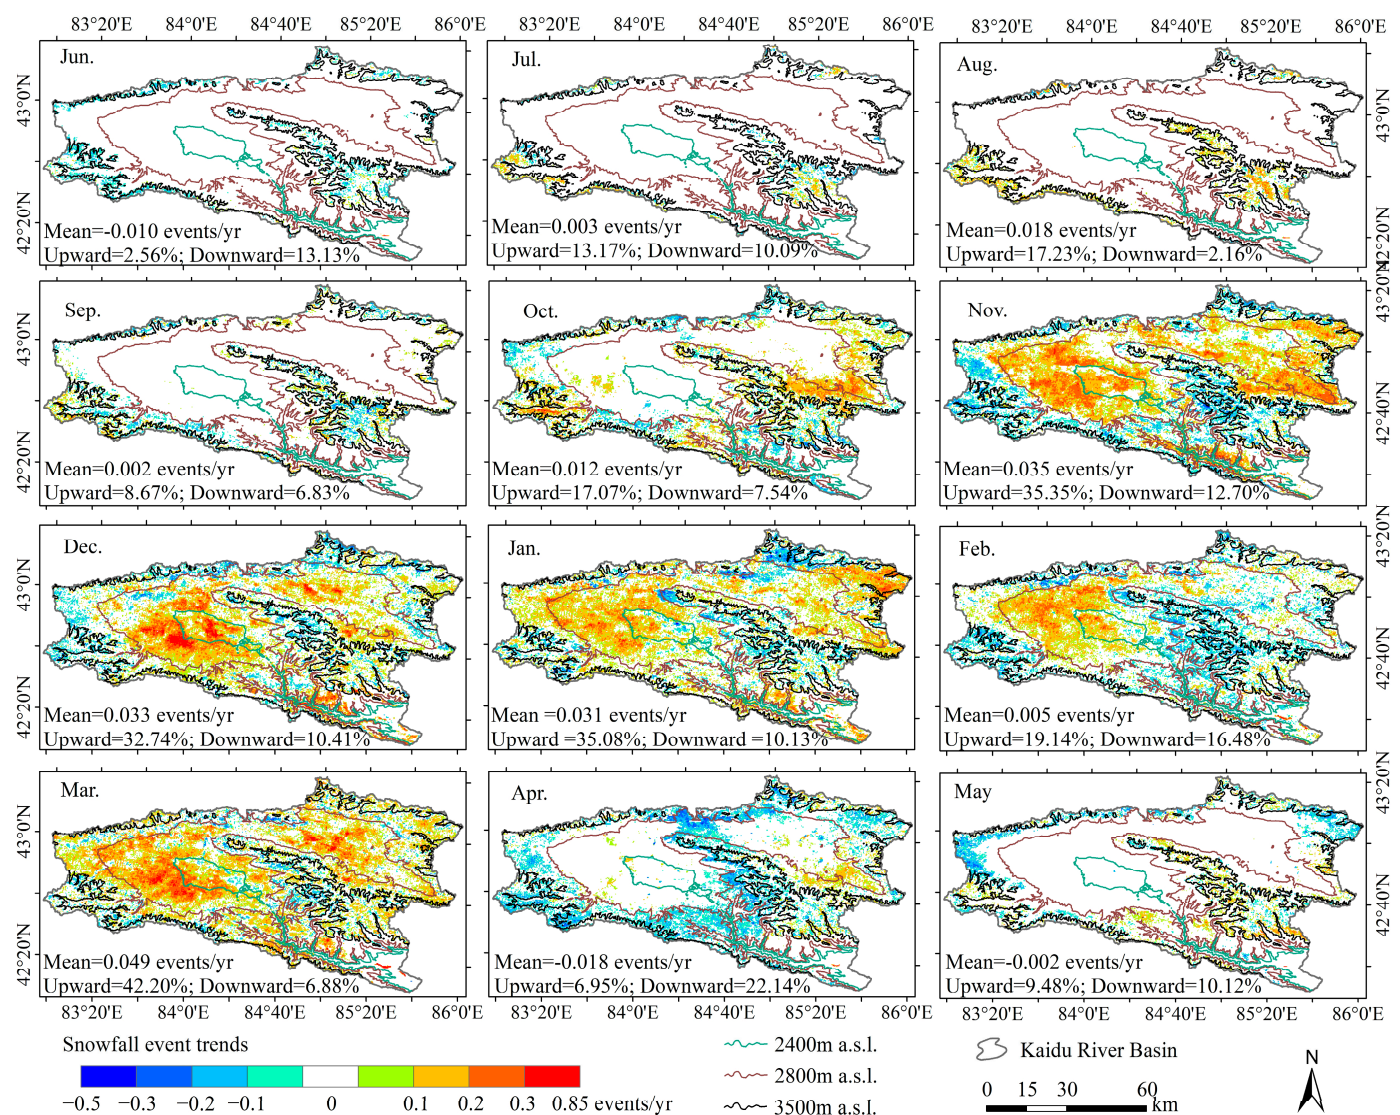 83°20'E 84°0'E 84°40'E 85°20'E 86°0'E 83°20'E 84°0'E 84°40'E 85°20'E 86°0'E 83°20'E 84°0'E 84°40'E 85°20'E 86°0'E
Jun.
Mean=-0.010 events/yr
Upward=2.56%; Downward=13.13%
Jul.
Mean=0.003 events/yr
Upward=13.17%; Downward=10.09%
Aug.
Mean=0.018 events/yr
Upward=17.23%; Downward=2.16%
43°0'N 42°20'N
43°0'N 42°20'N
Sep.
Mean=0.002 events/yr
Upward=8.67%; Downward=6.83%
Oct.
Mean=0.012 events/yr
Upward=17.07%; Downward=7.54%
Nov.
Mean=0.035 events/yr
Upward=35.35%; Downward=12.70%
43°0'N 42°20'N
43°20'N 42°40'N
Dec.
Mean=0.033 events/yr
Upward=32.74%; Downward=10.41%
Jan.
Mean =0.031 events/yr
Upward =35.08%; Downward =10.13%
Feb.
Mean=0.005 events/yr
Upward=19.14%; Downward=16.48%
43°0'N 42°20'N
43°20'N 42°40'N
Mar.
Mean=0.049 events/yr
Upward=42.20%; Downward=6.88%
Apr.
Mean=-0.018 events/yr
Upward=6.95%; Downward=22.14%
May
Mean=-0.002 events/yr
Upward=9.48%; Downward=10.12%
43°0'N 42°20'N
43°20'N 42°40'N
83°20'E 84°0'E 84°40'E 85°20'E 86°0'E 83°20'E 84°0'E 84°40'E 85°20'E 86°0'E 83°20'E 84°0'E 84°40'E 85°20'E 86°0'E
Snowfall event trends
−0.5 −0.3 −0.2 −0.1 0 0.1 0.2 0.3 0.85 events/yr
2400m a.s.l.
2800m a.s.l.
3500m a.s.l.
Kaidu River Basin
0 15 30 60
km
N